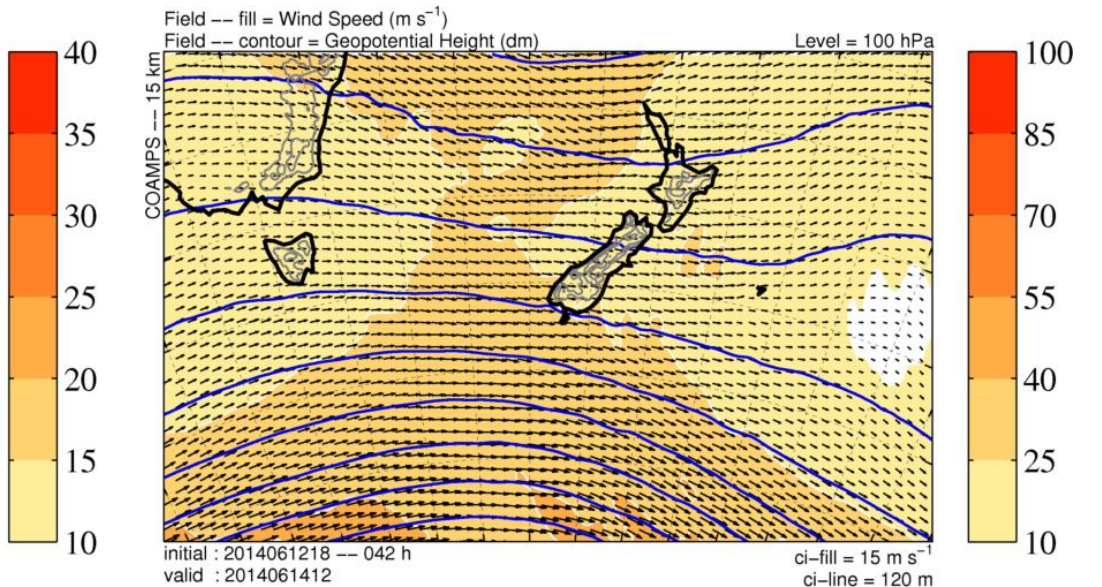 Field -- fill = Wind Speed (m s⁻¹)
Field -- contour = Geopotential Height (dm)
Level = 100 hPa
COAMPS -- 15 km
40
35
30
25
20
15
10
100
85
70
55
40
25
10
initial : 2014061218 -- 042 h
valid : 2014061412
ci-fill = 15 m s⁻¹
ci-line = 120 m